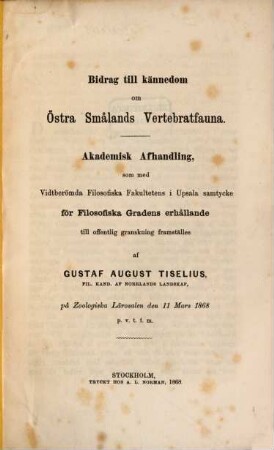 Bidrag till kännedom
om
Östra Smålands Vertebratfauna.
Akademisk Afhandling,
som med
Vidtberömda Filosofiska Fakultetens i Upsala samtycke
för Filosofiska Gradens erhållande
till offentlig granskning framställes
af
GUSTAF AUGUST TISELIUS,
FIL. KAND. AF NORRLANDS LANDSKAP,
på Zoologiska Lärosalen den 11 Mars 1868
p. v. t. f. m.
STOCKHOLM,
TRYCKT HOS A. L. NORMAN, 1868.